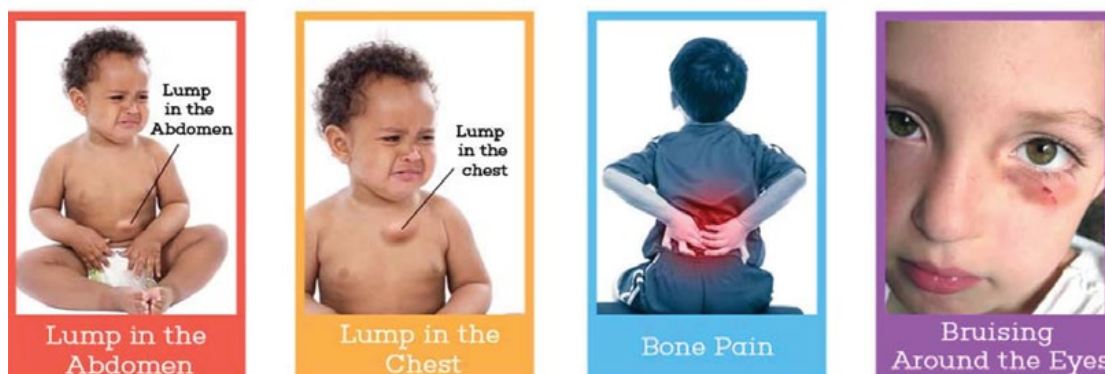 Lump
in the
Abdomen
Lump in the
Abdomen
Lump
in the
chest
Lump in the
Chest
Bone Pain
Bruising
Around the Eyes